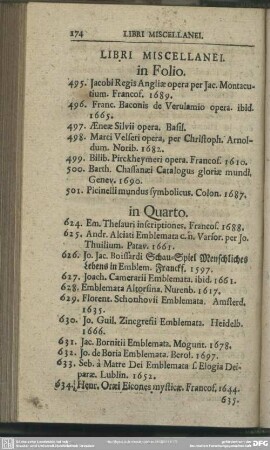 274 LIBRI MISCELLANEI.
LIBRI MISCELLANEI.
in Folio.
495. Jacobi Regis Angliæ opera per Jac. Montacu-
tium. Francof. 1689.
496. Franc. Baconis de Verulamio opera. ibid.
1665.
497. Æneæ Silvii opera. Basil.
498. Marci Velseri opera, per Christoph. Arnol-
dum. Norib. 1682.
499. Bilib. Pirckheymeri opera. Francof. 1610.
500. Barth. Chassanæi Catalogus gloriæ mundi.
Genev. 1690.
501. Picinelli mundus symbolicus. Colon. 1687.
in Quarto.
624. Em. Thesauri inscriptiones, Francof. 1688.
625. Andr. Alciati Emblemata c. n. Varior. per Jo.
Thuilium. Patav. 1661.
626. Jo. Jac. Boissardi Schau-Spiel Menschliches
Lebens in Emblem. Franckf. 1597.
627. Joach. Camerarii Emblemata. ibid. 1661.
628. Emblemata Altorfina. Nurenb. 1617.
629. Florent. Schonhovii Emblemata. Amsterd.
1635.
630. Jo. Guil. Zincgrefii Emblemata. Heidelb.
1666.
631. Jac. Bornitii Emblemata. Mogunt. 1678.
632. Jo. de Boria Emblemata. Berol. 1697.
633. Seb. à Matre Dei Emblemata s. Elogia Dei-
paræ. Lublin. 1652.
634. Henr. Oræi Eicones mysticæ. Francof. 1644.
635.